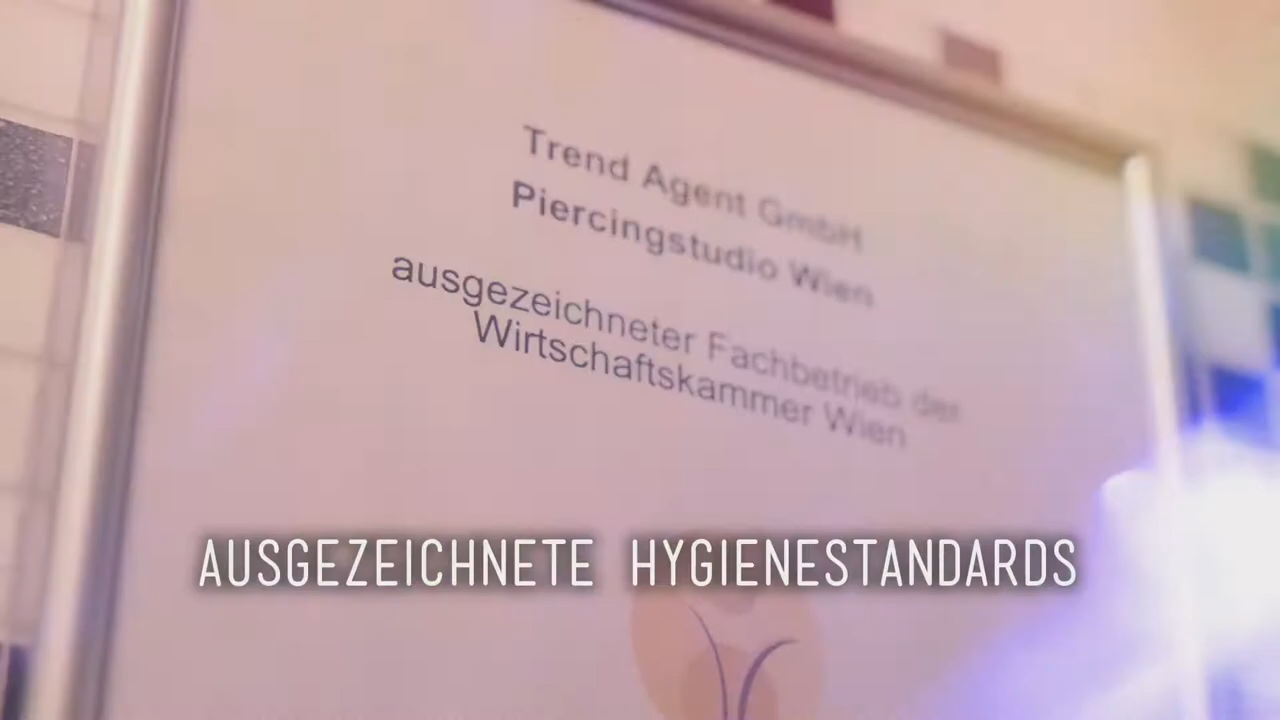 Trend Agent GmbH
Piercingstudio Wien
ausgezeichneter Fachbetrieb der
Wirtschaftskammer Wien
AUSGEZEICHNETE HYGIENESTANDARDS